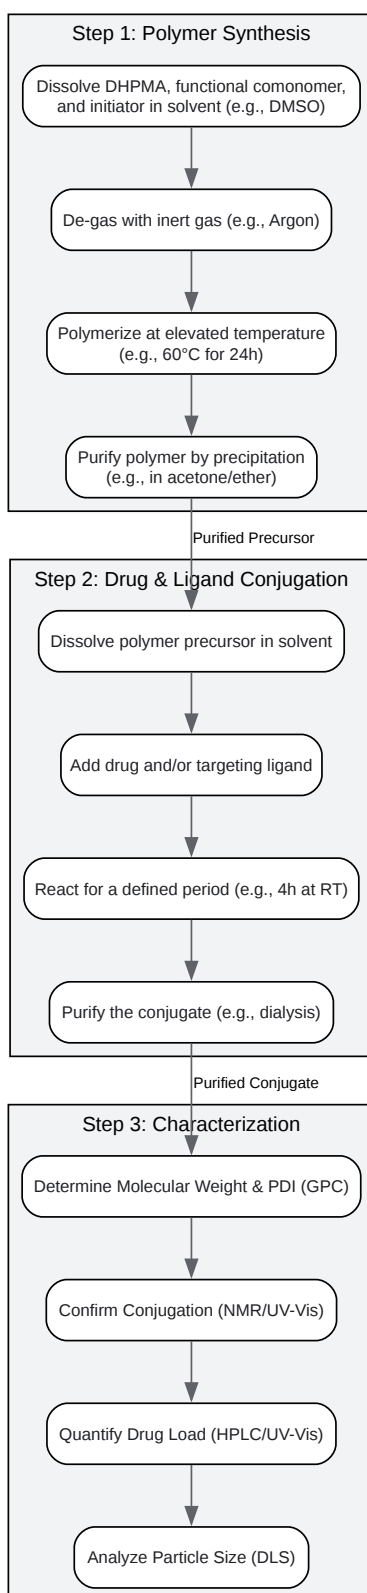 Step 1: Polymer Synthesis
Dissolve DHPMA, functional comonomer,
and initiator in solvent (e.g., DMSO)
De-gas with inert gas (e.g., Argon)
Polymerize at elevated temperature
(e.g., 60°C for 24h)
Purify polymer by precipitation
(e.g., in acetone/ether)
Purified Precursor
Step 2: Drug & Ligand Conjugation
Dissolve polymer precursor in solvent
Add drug and/or targeting ligand
React for a defined period (e.g., 4h at RT)
Purify the conjugate (e.g., dialysis)
Purified Conjugate
Step 3: Characterization
Determine Molecular Weight & PDI (GPC)
Confirm Conjugation (NMR/UV-Vis)
Quantify Drug Load (HPLC/UV-Vis)
Analyze Particle Size (DLS)